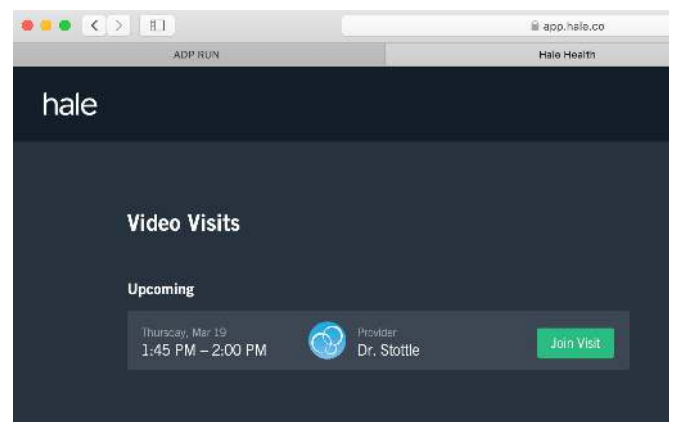 app.hale.co
ADP RUN
Hale Health
hale
Video Visits
Upcoming
Thursday, Mar 19
1:45 PM – 2:00 PM
Provider
Dr. Stottle
Join Visit